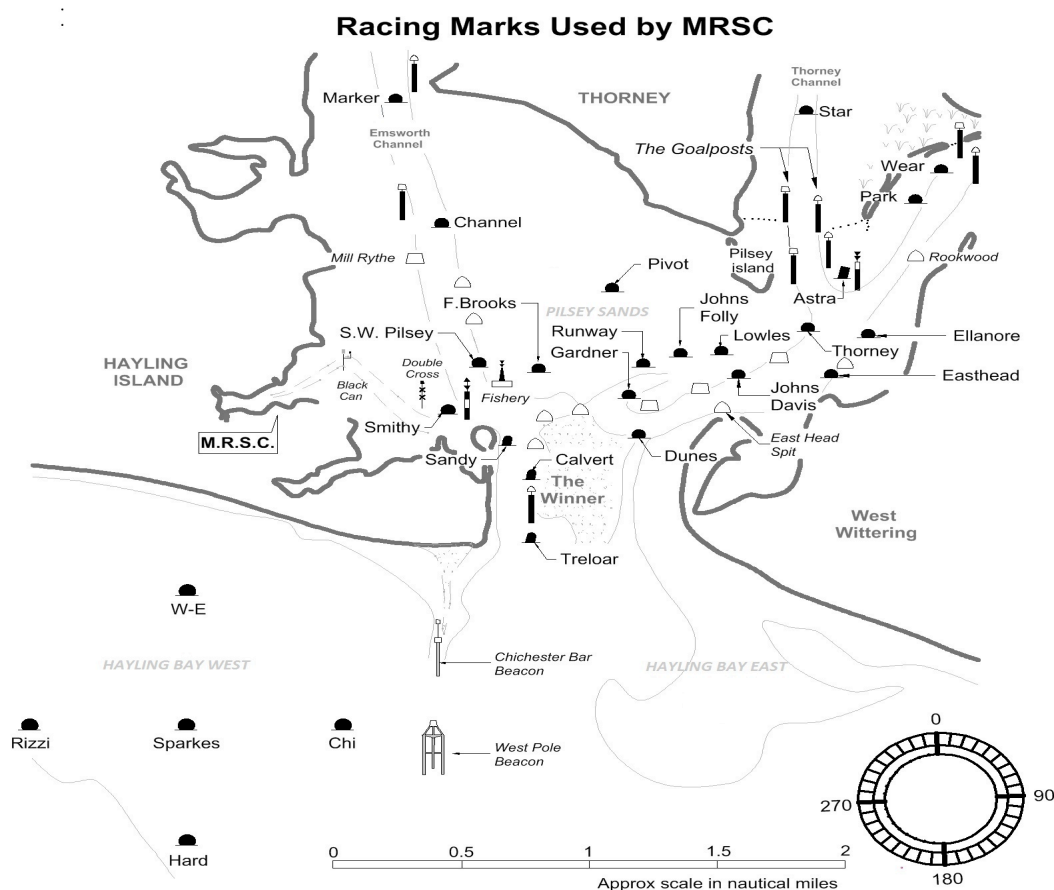 Racing Marks Used by MRSC
Marker
THORNEY
Thorney
Channel
Star
Emsworth
Channel
The Goalposts
Wear
Park
Channel
Mill Rythe
Pivot
Pilsey
island
Rookwood
Astra
F.Brooks
PILSEY SANDS
Johns
Folly
S.W. Pilsey
Runway
Lowles
Ellanore
Gardner
Thorney
HAYLING
ISLAND
Double
Cross
Black
Can
Fishery
Easthead
Johns
Davis
M.R.S.C.
Smithy
East Head
Spit
Sandy
Calvert
Dunes
The
Winner
West
Wittering
Treloar
W-E
HAYLING BAY WEST
Chichester Bar
Beacon
HAYLING BAY EAST
Rizzi
Sparkes
Chi
West Pole
Beacon
0
90
180
270
Hard
0 0.5 1 1.5 2
Approx scale in nautical miles